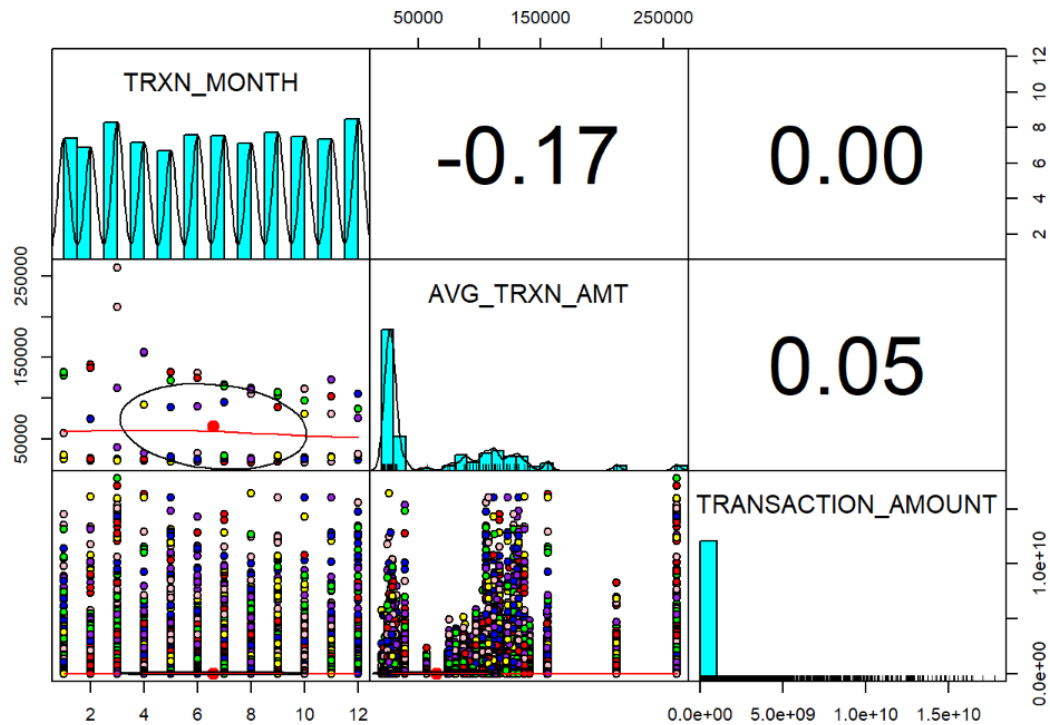 50000 150000 250000
TRXN_MONTH
-0.17
0.00
2 4 6 8 10 12
50000 150000 250000
AVG_TRXN_AMT
0.05
TRANSACTION_AMOUNT
0.0e+00 1.0e+10
2 4 6 8 10 12
0.0e+00 5.0e+09 1.0e+10 1.5e+10